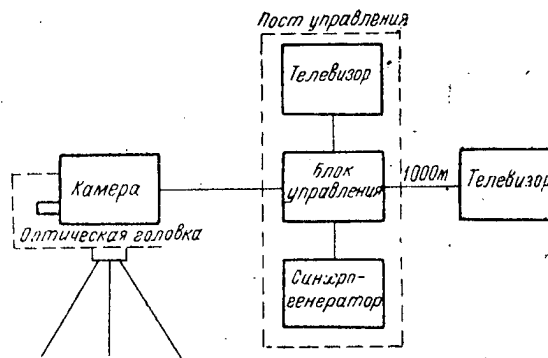 Пост управления
Телевизор
Камера
Блок
управления
1000м
Телевизор
Оптическая головка
Синхро-
генератор